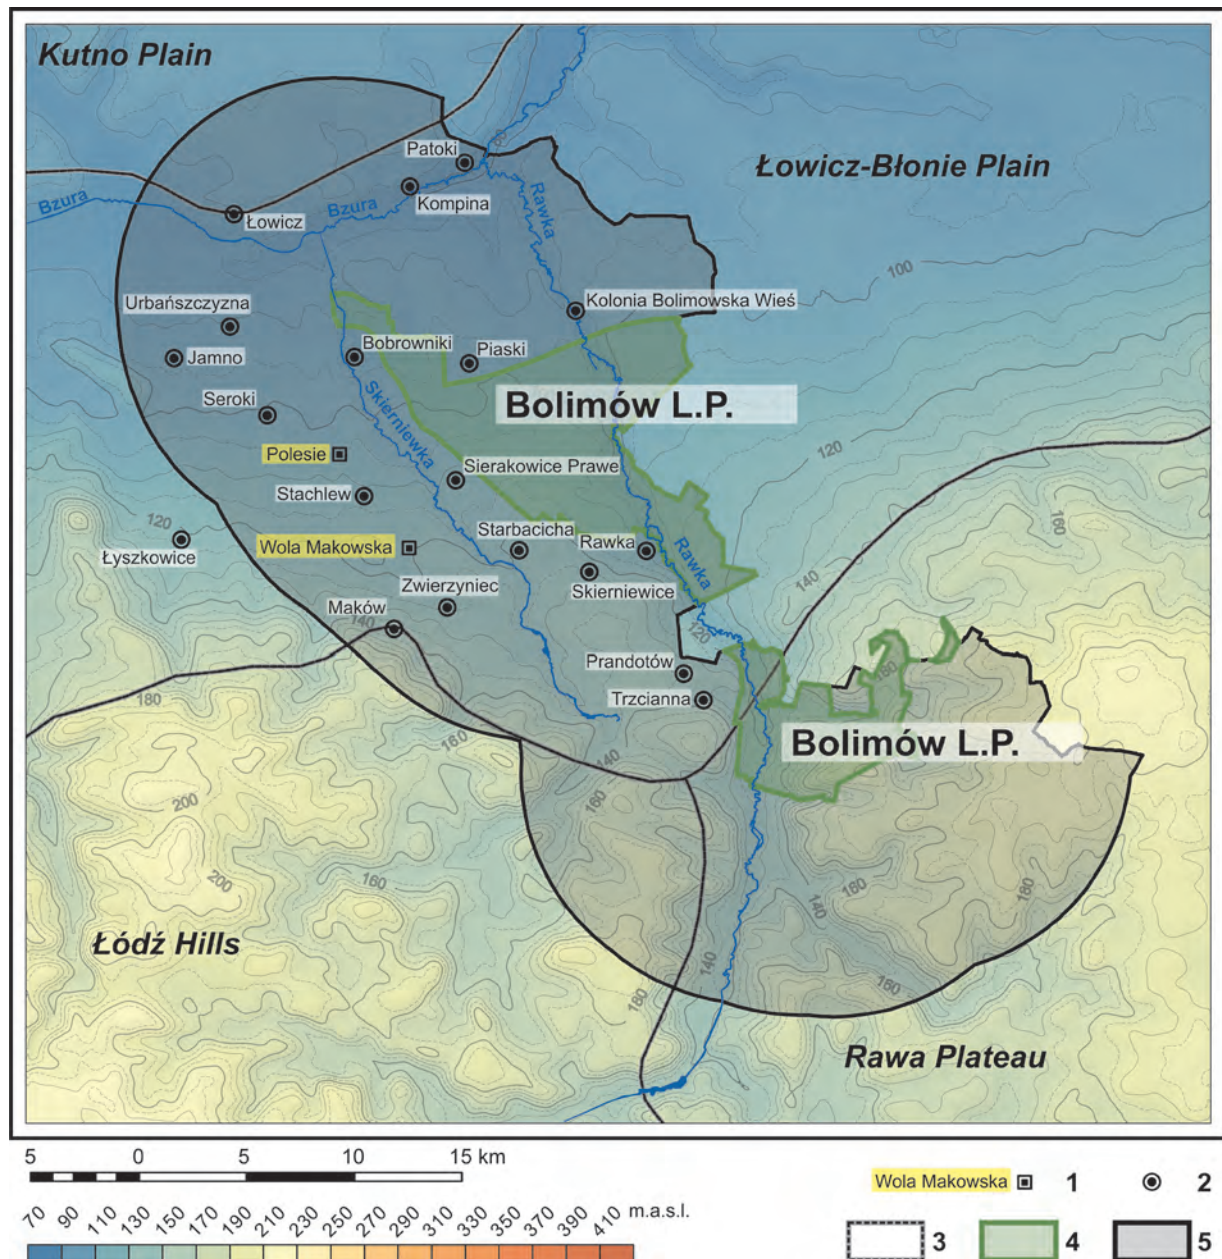 Kutno Plain
Patoki
Łowicz-Błonie Plain
80
Bzura
Kompina
Rawka
Bzura
Łowicz
100
Urbańszczyzna
Kolonia Bolimowska Wieś
Jamno
Bobrowniki
Piaski
Seroki
Skierniewka
Bolimów L.P.
120
Polesie
Sierakowice Prawe
Stachlew
120
160
Łyszkowice
Wola Makowska
Starbacicha
Rawka
Rawka
Skierniewice
140
Zwierzyniec
Maków
140
120
Prandotów
180
180
Trzcianna
160
140
Bolimów L.P.
160
200
200
160
180
180
140
140
160
180
Łódź Hills
Rawa Plateau
5 0 5 10 15 km
70 90 110 130 150 170 190 210 230 250 270 290 310 330 350 370 390 410 m.a.s.l.
Wola Makowska 1 2
3 4 5